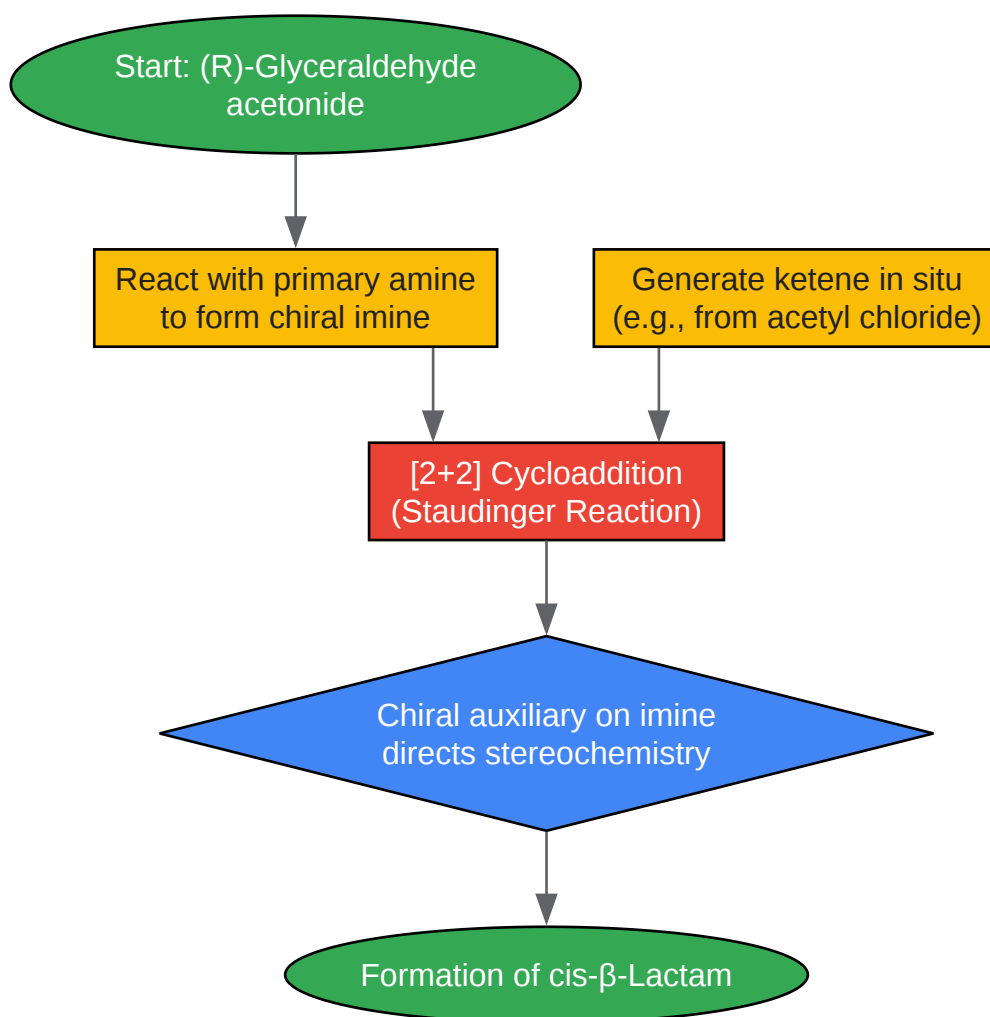 Start: (R)-Glyceraldehyde
acetonide
React with primary amine
to form chiral imine
Generate ketene in situ
(e.g., from acetyl chloride)
[2+2] Cycloaddition
(Staudinger Reaction)
Chiral auxiliary on imine
directs stereochemistry
Formation of cis-β-Lactam